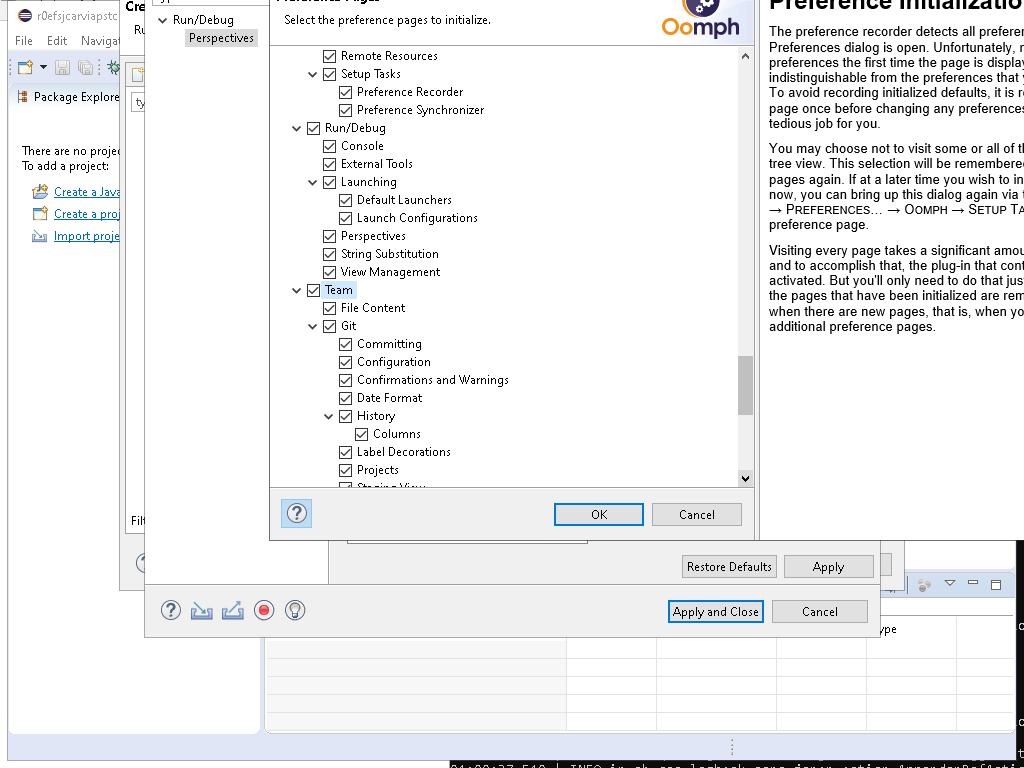 r0efsjcarviapstc
File Edit Navigat
Package Explore
There are no projec
To add a project:
Create a Java
Create a proj
Import proje
Cre
Ru
ty
Filt
Run/Debug
Perspectives
Select the preference pages to initialize.
Oomph
Remote Resources
Setup Tasks
Preference Recorder
Preference Synchronizer
Run/Debug
Console
External Tools
Launching
Default Launchers
Launch Configurations
Perspectives
String Substitution
View Management
Team
File Content
Git
Committing
Configuration
Confirmations and Warnings
Date Format
History
Columns
Label Decorations
Projects
OK Cancel
Preference Initializatio
The preference recorder detects all preferen
Preferences dialog is open. Unfortunately, m
preferences the first time the page is display
indistinguishable from the preferences that y
To avoid recording initialized defaults, it is re
page once before changing any preferences
tedious job for you.
You may choose not to visit some or all of th
tree view. This selection will be remembered
pages again. If at a later time you wish to in
now, you can bring up this dialog again via t
→ PREFERENCES... → OOMPH → SETUP TA
preference page.
Visiting every page takes a significant amou
and to accomplish that, the plug-in that cont
activated. But you'll only need to do that jus
the pages that have been initialized are rem
when there are new pages, that is, when yo
additional preference pages.
Restore Defaults Apply
Apply and Close Cancel
ype